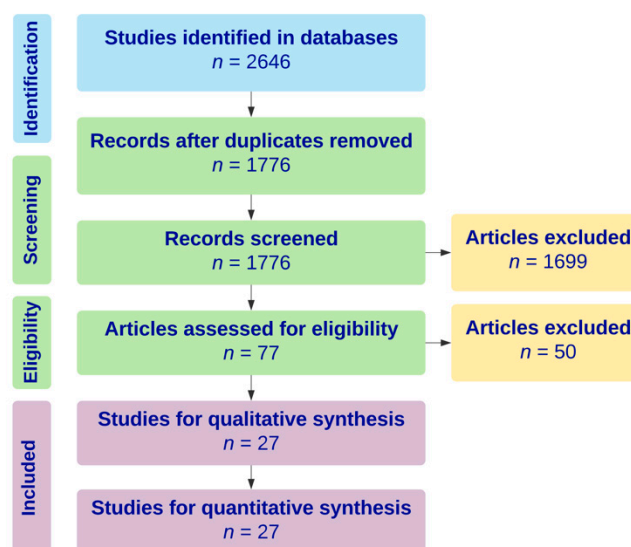 Identification
Studies identified in databases
n = 2646
Records after duplicates removed
n = 1776
Screening
Records screened
n = 1776
Articles excluded
n = 1699
Eligibility
Articles assessed for eligibility
n = 77
Articles excluded
n = 50
Included
Studies for qualitative synthesis
n = 27
Studies for quantitative synthesis
n = 27